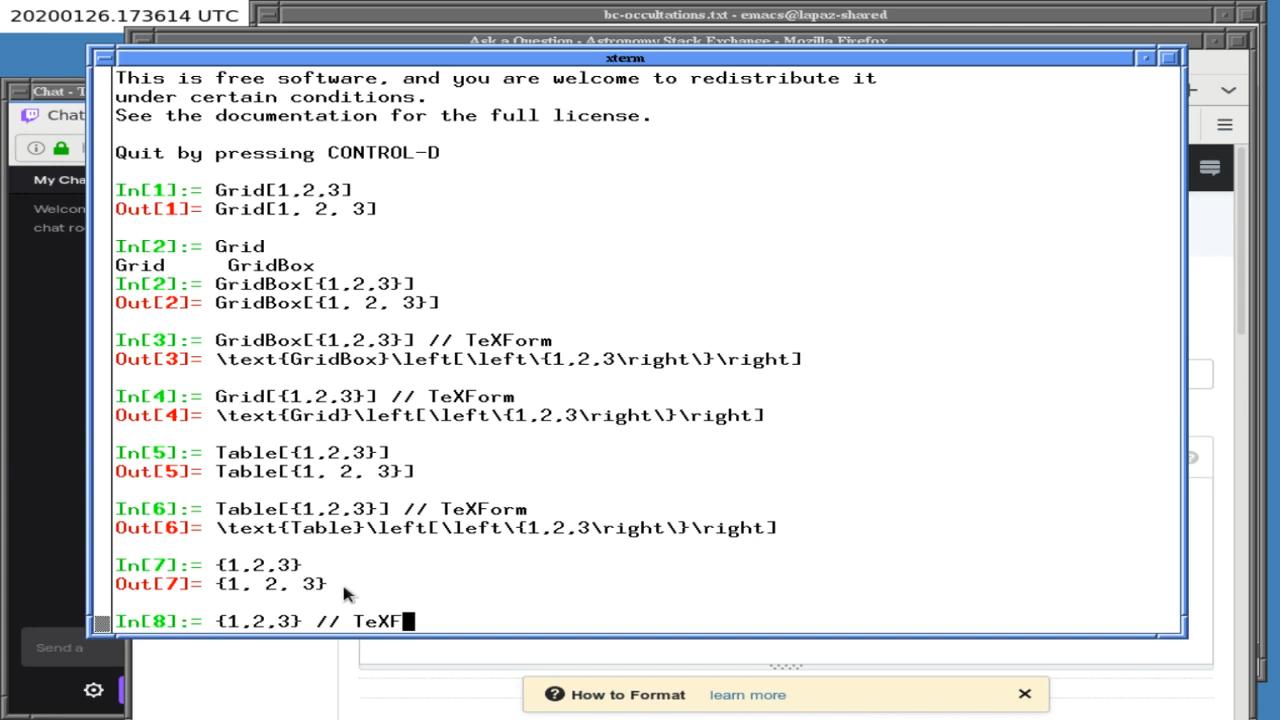 20200126.173614 UTC
bc-occultations.txt - emacs@lapaz-shared
Ask a Question - Astronomy Stack Exchange - Mozilla Firefox
xterm
Chat - T
Chat
My Cha
Welcon
chat ro
Send a
This is free software, and you are welcome to redistribute it
under certain conditions.
See the documentation for the full license.
Quit by pressing CONTROL-D
In[1]:= Grid[1,2,3]
Out[1]= Grid[1, 2, 3]
In[2]:= Grid
Grid     GridBox
In[2]:= GridBox[{1,2,3}]
Out[2]= GridBox[{1, 2, 3}]
In[3]:= GridBox[{1,2,3}] // TeXForm
Out[3]= \text{GridBox}\left[\left\{1,2,3\right\}\right]
In[4]:= Grid[{1,2,3}] // TeXForm
Out[4]= \text{Grid}\left[\left\{1,2,3\right\}\right]
In[5]:= Table[{1,2,3}]
Out[5]= Table[{1, 2, 3}]
In[6]:= Table[{1,2,3}] // TeXForm
Out[6]= \text{Table}\left[\left\{1,2,3\right\}\right]
In[7]:= {1,2,3}
Out[7]= {1, 2, 3}
In[8]:= {1,2,3} // TeXF
How to Format learn more